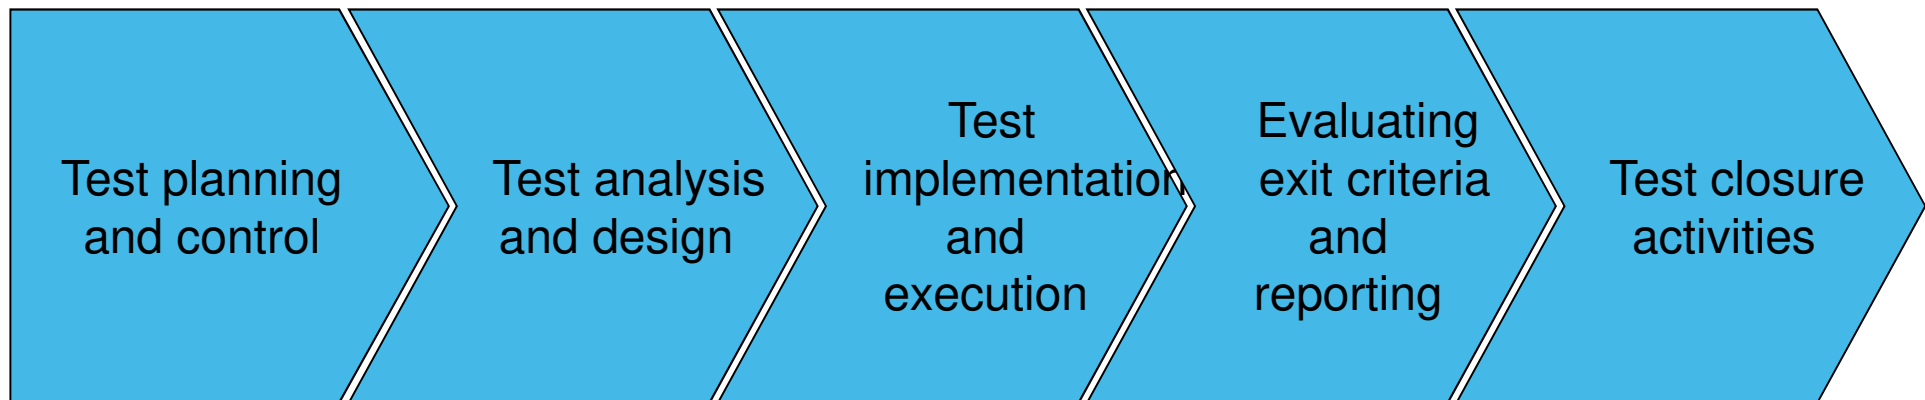 Test planning
and control
Test analysis
and design
Test
implementation
and
execution
Evaluating
exit criteria
and
reporting
Test closure
activities